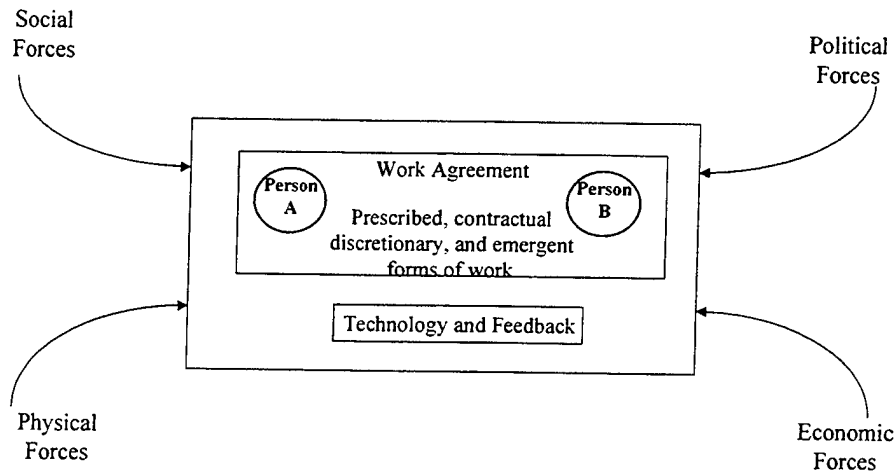 Social
Forces
Political
Forces
Work Agreement
Person
A
Person
B
Prescribed, contractual
discretionary, and emergent
forms of work
Technology and Feedback
Physical
Forces
Economic
Forces